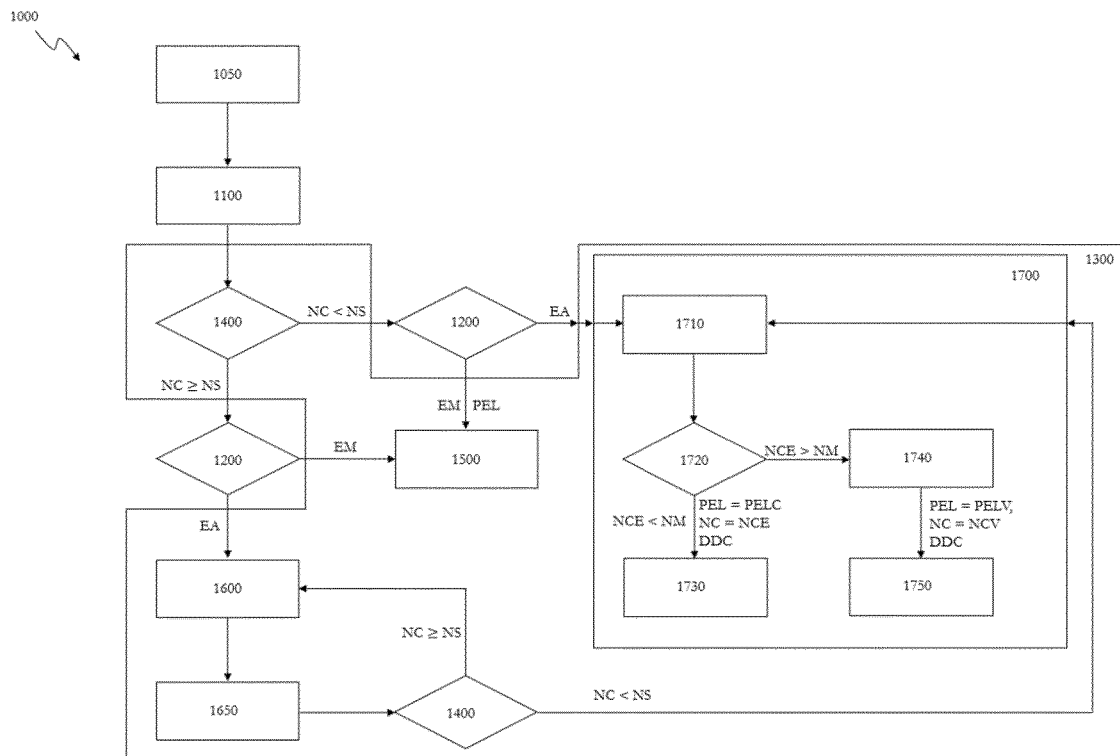 1000
1050
1100
1300
1700
1400
NC < NS
1200
EA
1710
NC ≥ NS
EM PEL
1200
EM
1500
1720
NCE > NM
1740
EA
NCE < NM
PEL = PELC
NC = NCE
DDC
PEL = PELV,
NC = NCV
DDC
1600
1730
1750
NC ≥ NS
1650
1400
NC < NS